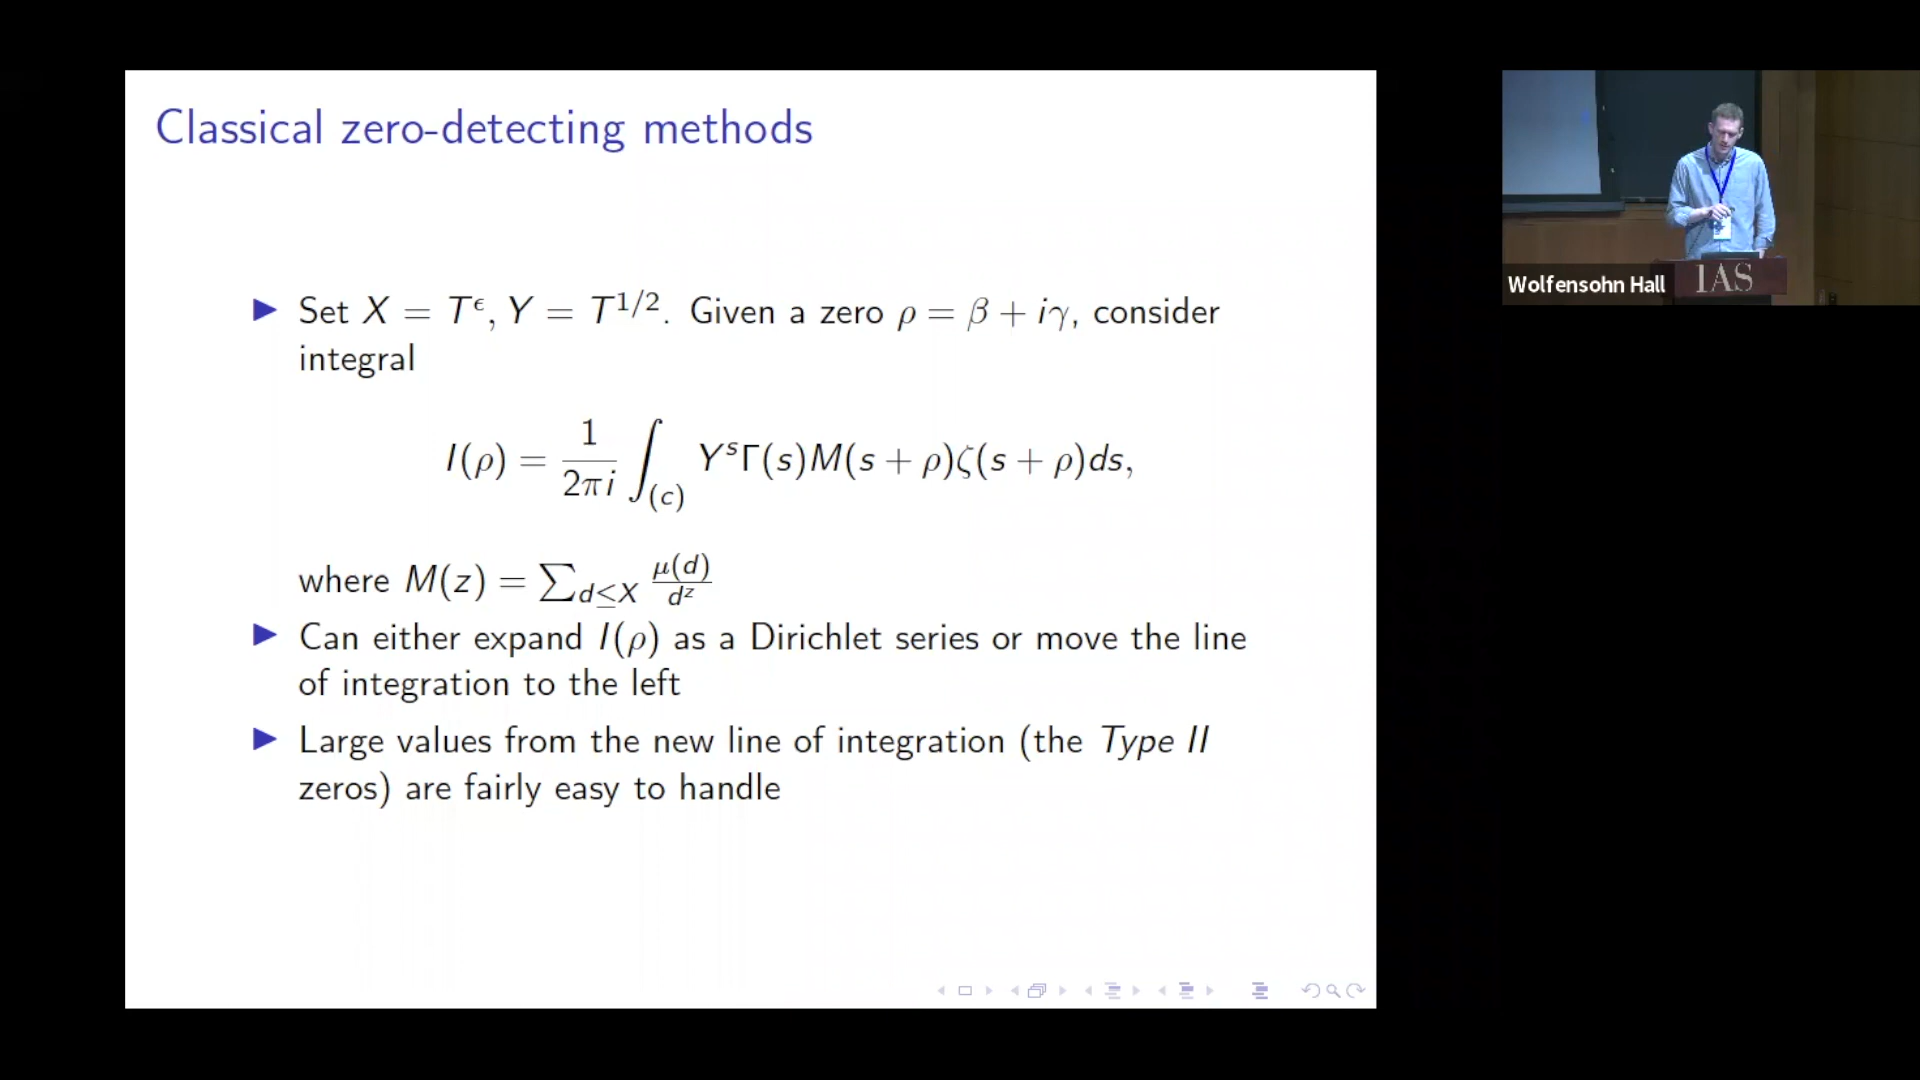 Classical zero-detecting methods
▶ Set X = T^ϵ, Y = T^{1/2}. Given a zero ρ = β + iγ, consider
integral
I(ρ) = \frac{1}{2πi} ∫_{(c)} Y^s Γ(s)M(s + ρ)ζ(s + ρ)ds,
where M(z) = ∑_{d≤X} \frac{μ(d)}{d^z}
▶ Can either expand I(ρ) as a Dirichlet series or move the line
of integration to the left
▶ Large values from the new line of integration (the Type II
zeros) are fairly easy to handle
Wolfensohn Hall
IAS